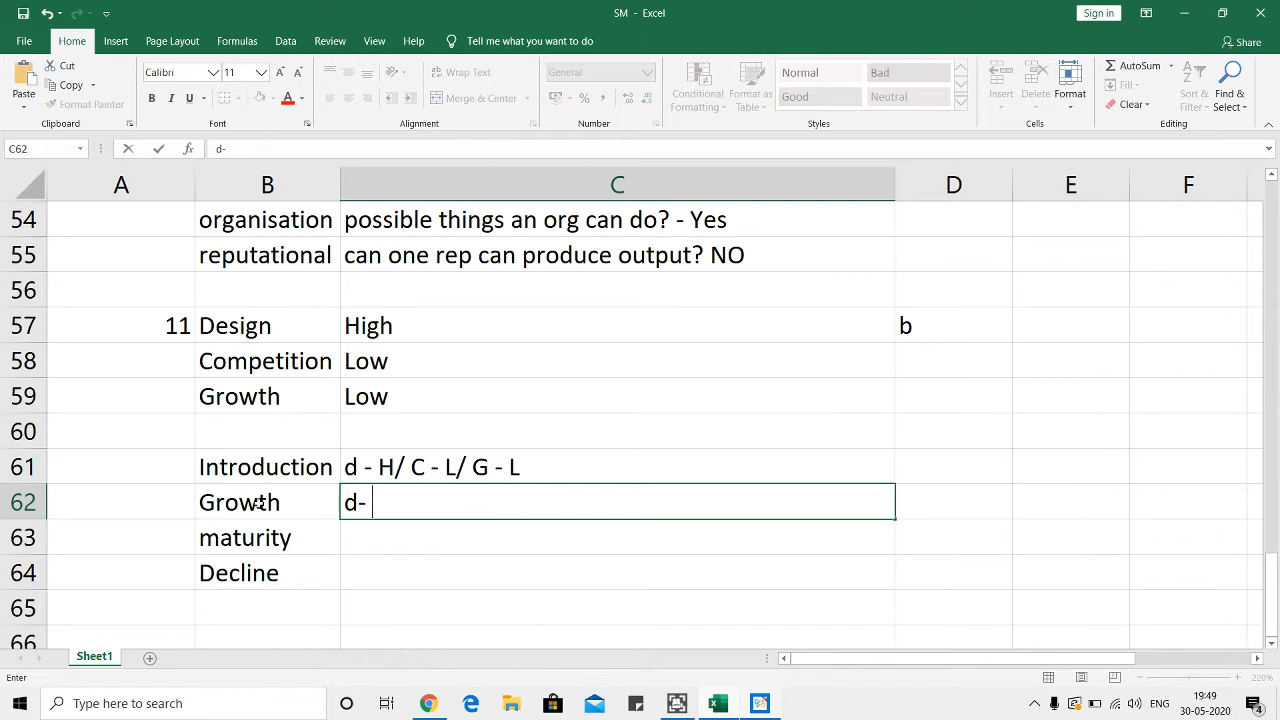 SM - Excel
Sign in
File Home Insert Page Layout Formulas Data Review View Help Tell me what you want to do
Share
Paste
Cut
Copy
Format Painter
Clipboard
Calibri 11
B I U
Font
Wrap Text
Merge & Center
Alignment
General
Number
Conditional Formatting
Format as Table
Normal Bad
Good Neutral
Styles
Insert Delete Format
Cells
AutoSum
Fill
Clear
Sort & Filter
Find & Select
Editing
C62 fx d-
A B C D E F
54 organisation possible things an org can do? - Yes
55 reputational can one rep can produce output? NO
56
57 11 Design High b
58 Competition Low
59 Growth Low
60
61 Introduction d - H/ C - L/ G - L
62 Growth d-
63 maturity
64 Decline
65
66
Sheet1
Enter
220%
Type here to search
ENG
19:49
30-05-2020
4